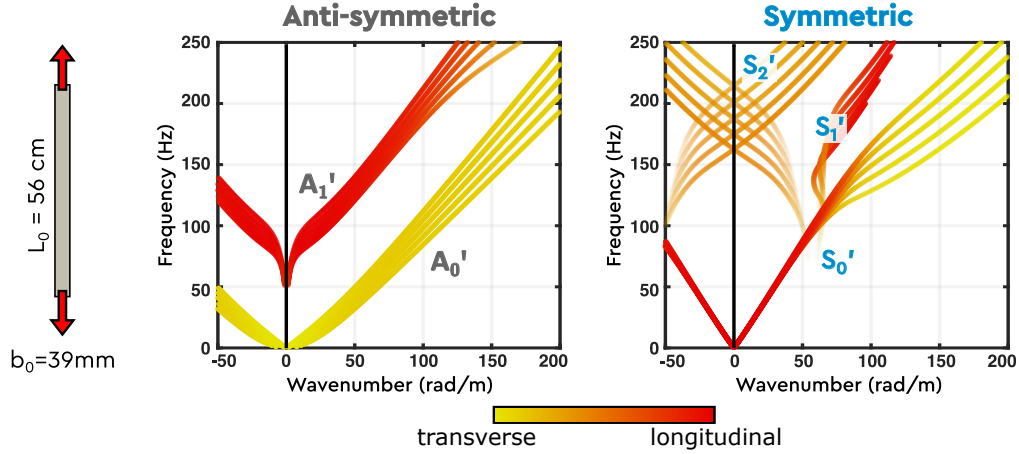 Anti-symmetric
Symmetric
L₀ = 56 cm
b₀=39mm
Frequency (Hz)
250
200
150
100
50
0
A₁'
A₀'
-50 0 50 100 150 200
Wavenumber (rad/m)
Frequency (Hz)
250
200
150
100
50
0
S₂'
S₁'
S₀'
-50 0 50 100 150 200
Wavenumber (rad/m)
transverse
longitudinal